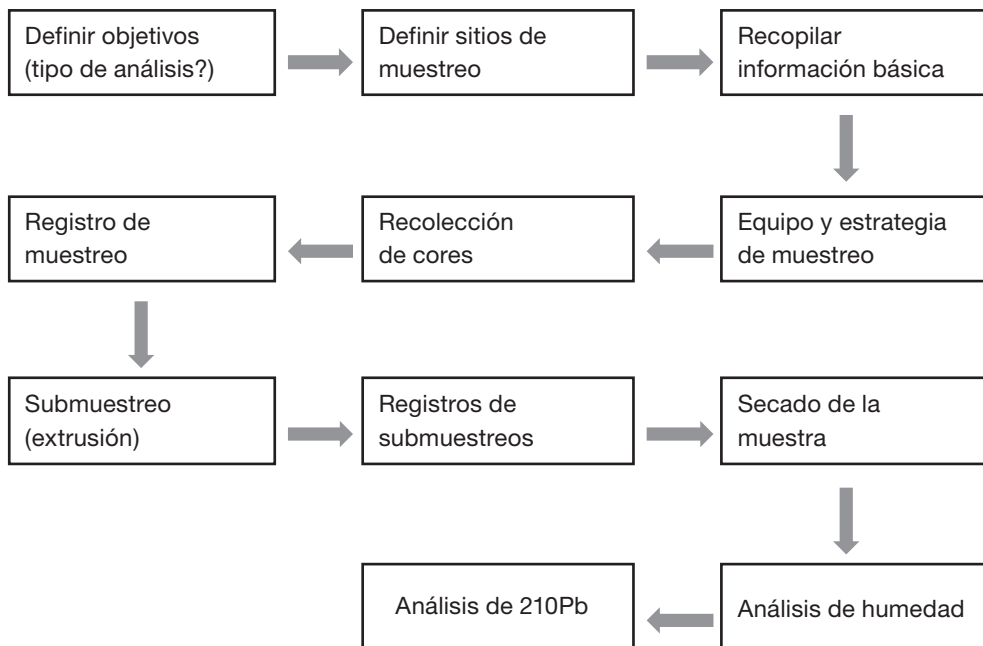 Definir objetivos
(tipo de análisis?)
Definir sitios de
muestreo
Recopilar
información básica
Equipo y estrategia
de muestreo
Recolección
de cores
Registro de
muestreo
Submuestreo
(extrusión)
Registros de
submuestreos
Secado de la
muestra
Análisis de humedad
Análisis de 210Pb